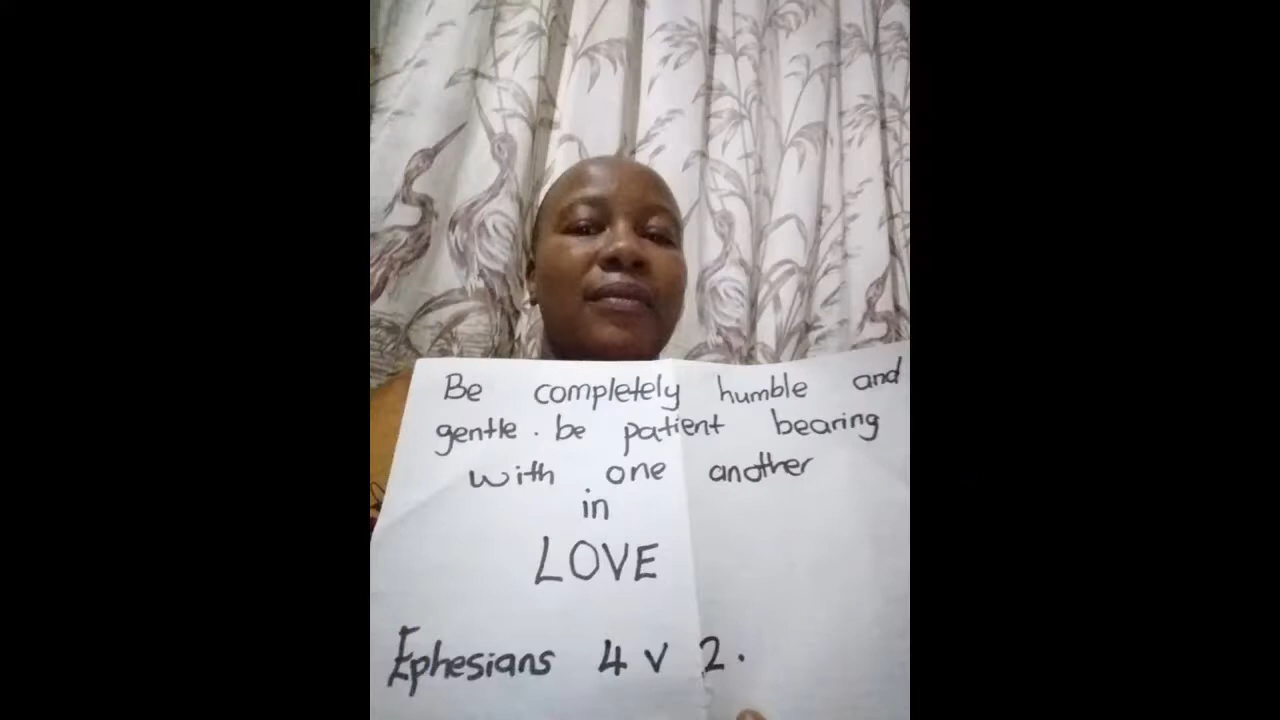 Be completely humble and
gentle. be patient bearing
with one another
in
LOVE
Ephesians 4 v 2.